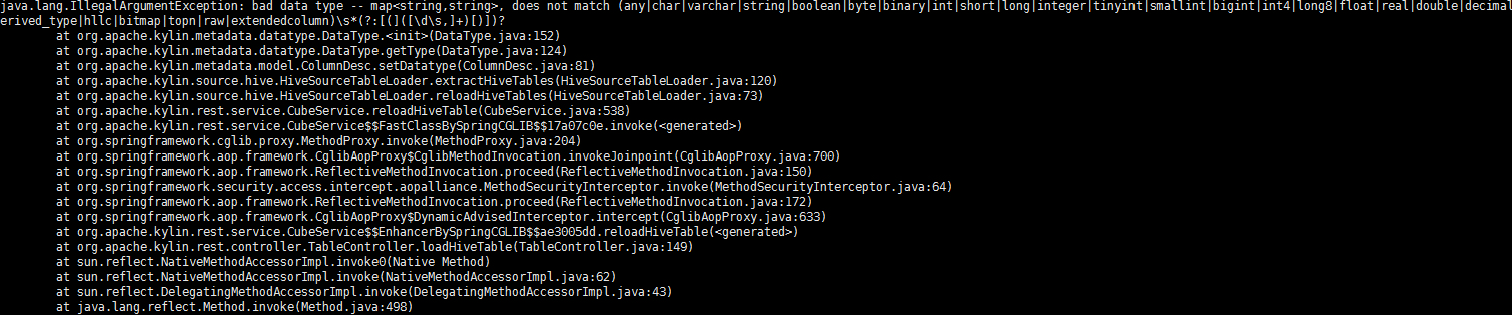 java.lang.IllegalArgumentException: bad data type -- map<string,string>, does not match (any|char|varchar|string|boolean|byte|binary|int|short|long|integer|tinyint|smallint|bigint|int4|long8|float|real|double|decimal
erived_type|hllc|bitmap|topn|raw|extendedcolumn)\s*(?:[(]([\d\s,]+)[)])?
at org.apache.kylin.metadata.datatype.DataType.<init>(DataType.java:152)
at org.apache.kylin.metadata.datatype.DataType.getType(DataType.java:124)
at org.apache.kylin.metadata.model.ColumnDesc.setDatatype(ColumnDesc.java:81)
at org.apache.kylin.source.hive.HiveSourceTableLoader.extractHiveTables(HiveSourceTableLoader.java:120)
at org.apache.kylin.source.hive.HiveSourceTableLoader.reloadHiveTables(HiveSourceTableLoader.java:73)
at org.apache.kylin.rest.service.CubeService.reloadHiveTable(CubeService.java:538)
at org.apache.kylin.rest.service.CubeService$$FastClassBySpringCGLIB$$17a07c0e.invoke(<generated>)
at org.springframework.cglib.proxy.MethodProxy.invoke(MethodProxy.java:204)
at org.springframework.aop.framework.CglibAopProxy$CglibMethodInvocation.invokeJoinpoint(CglibAopProxy.java:700)
at org.springframework.aop.framework.ReflectiveMethodInvocation.proceed(ReflectiveMethodInvocation.java:150)
at org.springframework.security.access.intercept.aopalliance.MethodSecurityInterceptor.invoke(MethodSecurityInterceptor.java:64)
at org.springframework.aop.framework.ReflectiveMethodInvocation.proceed(ReflectiveMethodInvocation.java:172)
at org.springframework.aop.framework.CglibAopProxy$DynamicAdvisedInterceptor.intercept(CglibAopProxy.java:633)
at org.apache.kylin.rest.service.CubeService$$EnhancerBySpringCGLIB$$ae3005dd.reloadHiveTable(<generated>)
at org.apache.kylin.rest.controller.TableController.loadHiveTable(TableController.java:149)
at sun.reflect.NativeMethodAccessorImpl.invoke0(Native Method)
at sun.reflect.NativeMethodAccessorImpl.invoke(NativeMethodAccessorImpl.java:62)
at sun.reflect.DelegatingMethodAccessorImpl.invoke(DelegatingMethodAccessorImpl.java:43)
at java.lang.reflect.Method.invoke(Method.java:498)